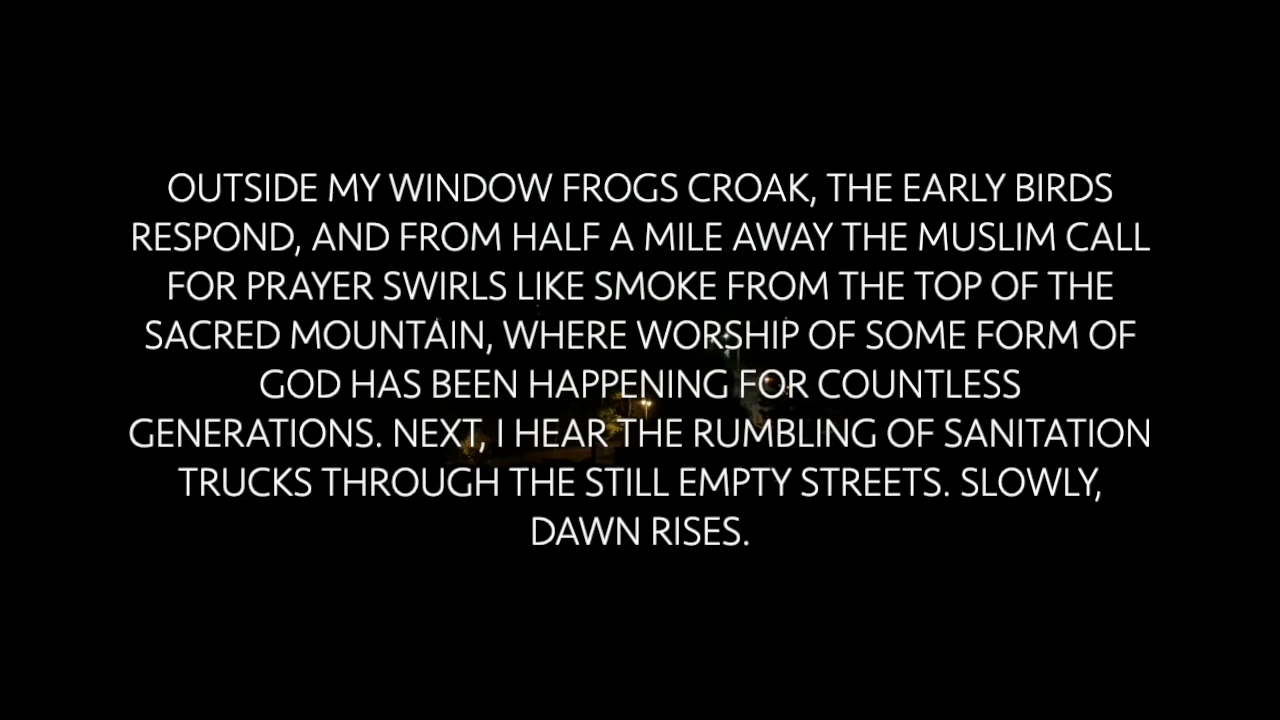 OUTSIDE MY WINDOW FROGS CROAK, THE EARLY BIRDS
RESPOND, AND FROM HALF A MILE AWAY THE MUSLIM CALL
FOR PRAYER SWIRLS LIKE SMOKE FROM THE TOP OF THE
SACRED MOUNTAIN, WHERE WORSHIP OF SOME FORM OF
GOD HAS BEEN HAPPENING FOR COUNTLESS
GENERATIONS. NEXT, I HEAR THE RUMBLING OF SANITATION
TRUCKS THROUGH THE STILL EMPTY STREETS. SLOWLY,
DAWN RISES.